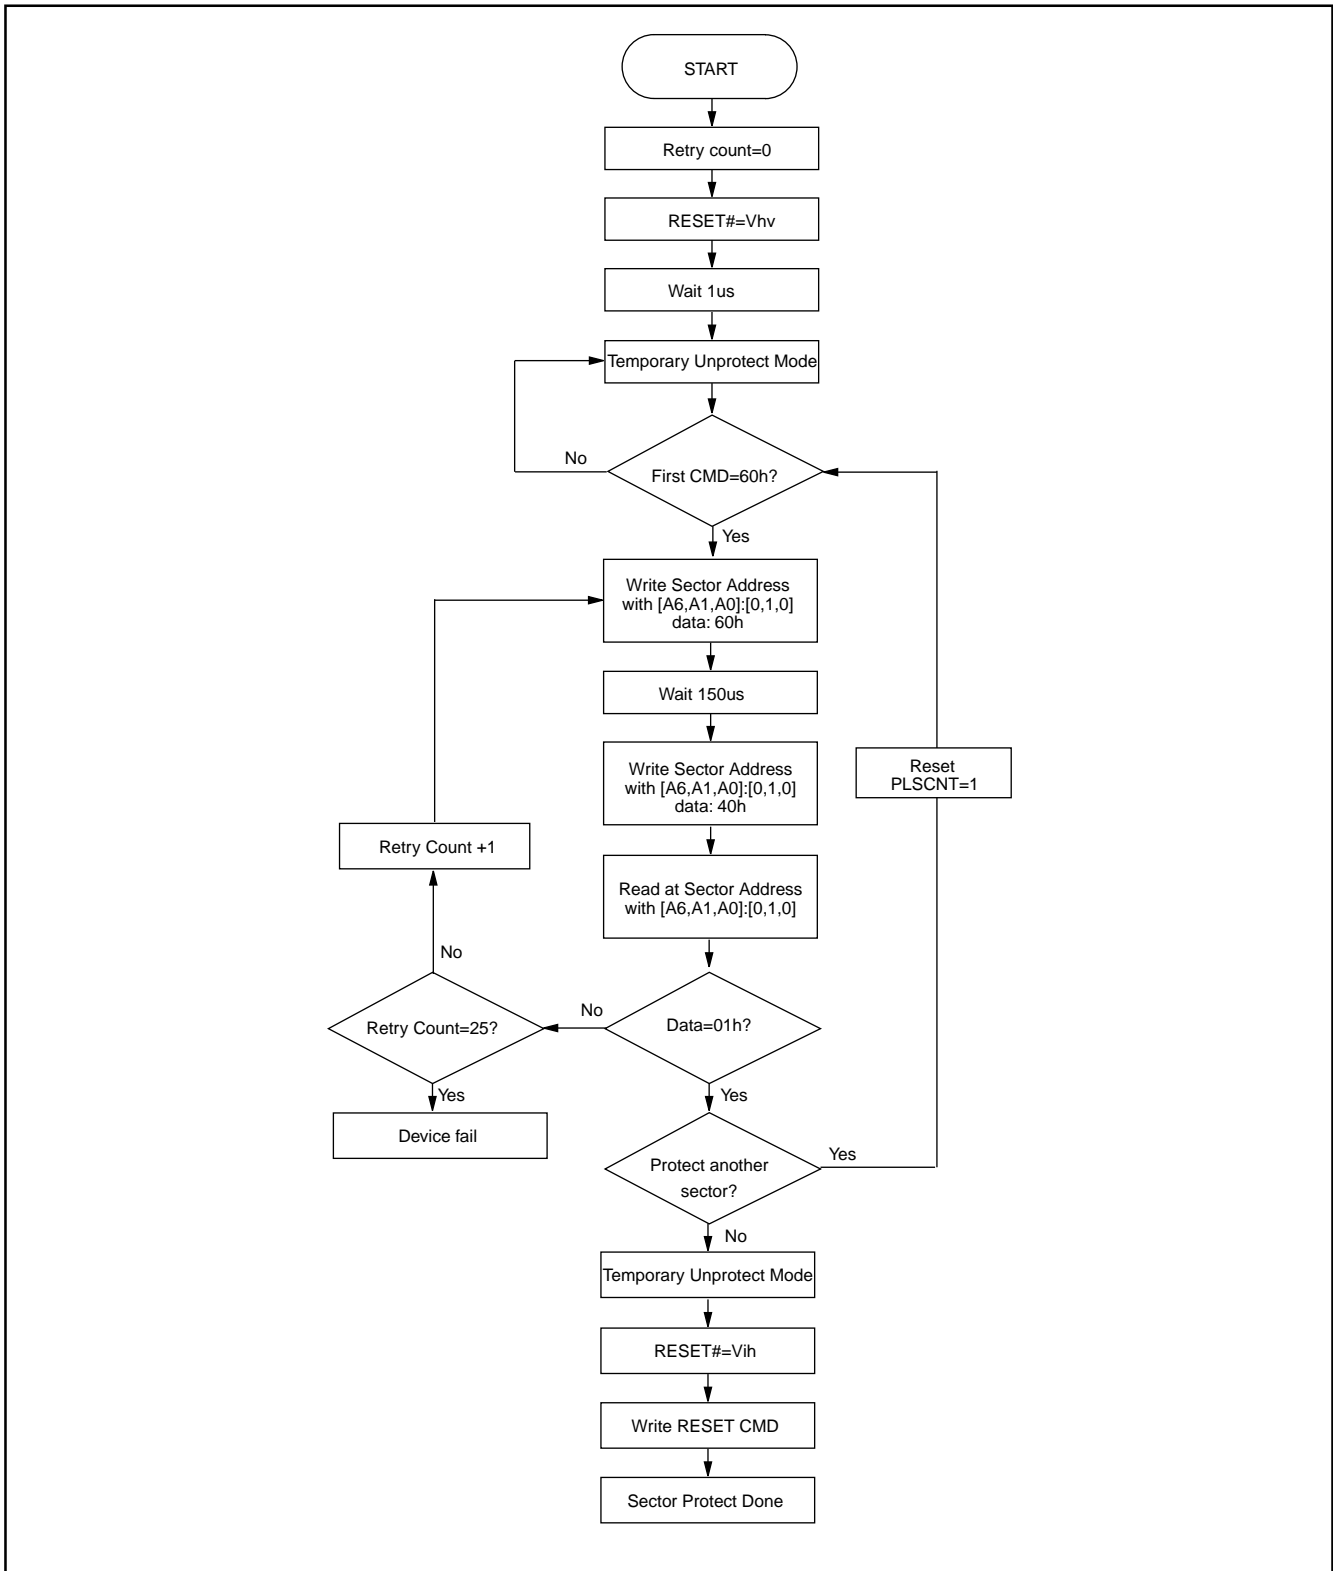 START
Retry count=0
RESET#=Vhv
Wait 1us
Temporary Unprotect Mode
No
First CMD=60h?
Yes
Write Sector Address
with [A6,A1,A0]:[0,1,0]
data: 60h
Wait 150us
Write Sector Address
with [A6,A1,A0]:[0,1,0]
data: 40h
Reset
PLSCNT=1
Retry Count +1
Read at Sector Address
with [A6,A1,A0]:[0,1,0]
No
No
Retry Count=25?
Data=01h?
Yes
Yes
Device fail
Protect another
sector?
Yes
No
Temporary Unprotect Mode
RESET#=Vih
Write RESET CMD
Sector Protect Done